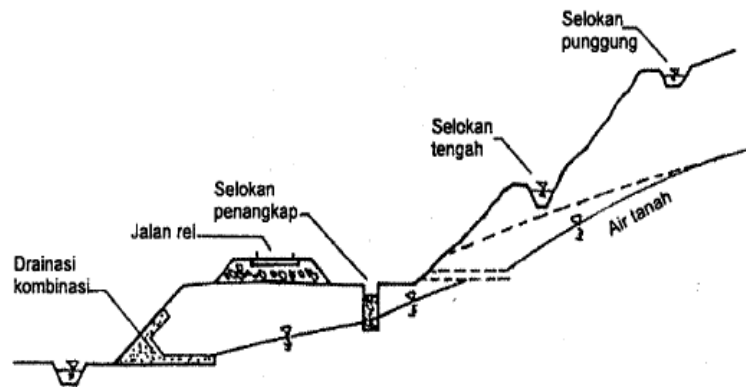 Selokan
punggung
Selokan
tengah
Selokan
penangkap
Jalan rel
Drainasi
kombinasi
Air tanah